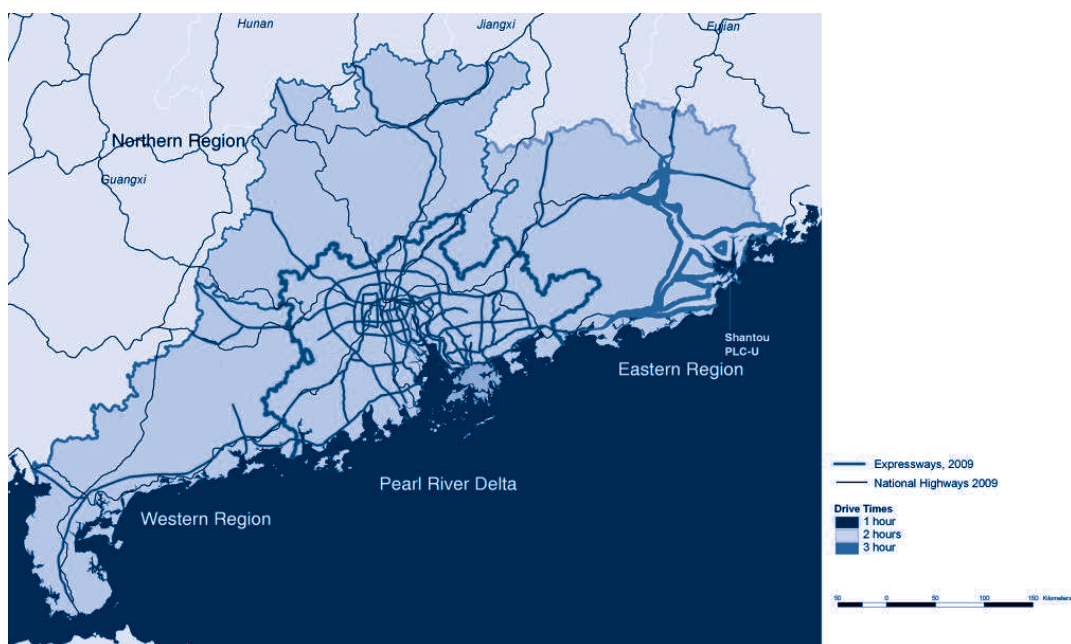 Hunan
Jiangxi
Fujian
Northern Region
Guangxi
Shantou
PLC-U
Eastern Region
Pearl River Delta
Western Region
Expressways, 2009
National Highways 2009
Drive Times
1 hour
2 hours
3 hour
50 0 50 100 150 Kilometers